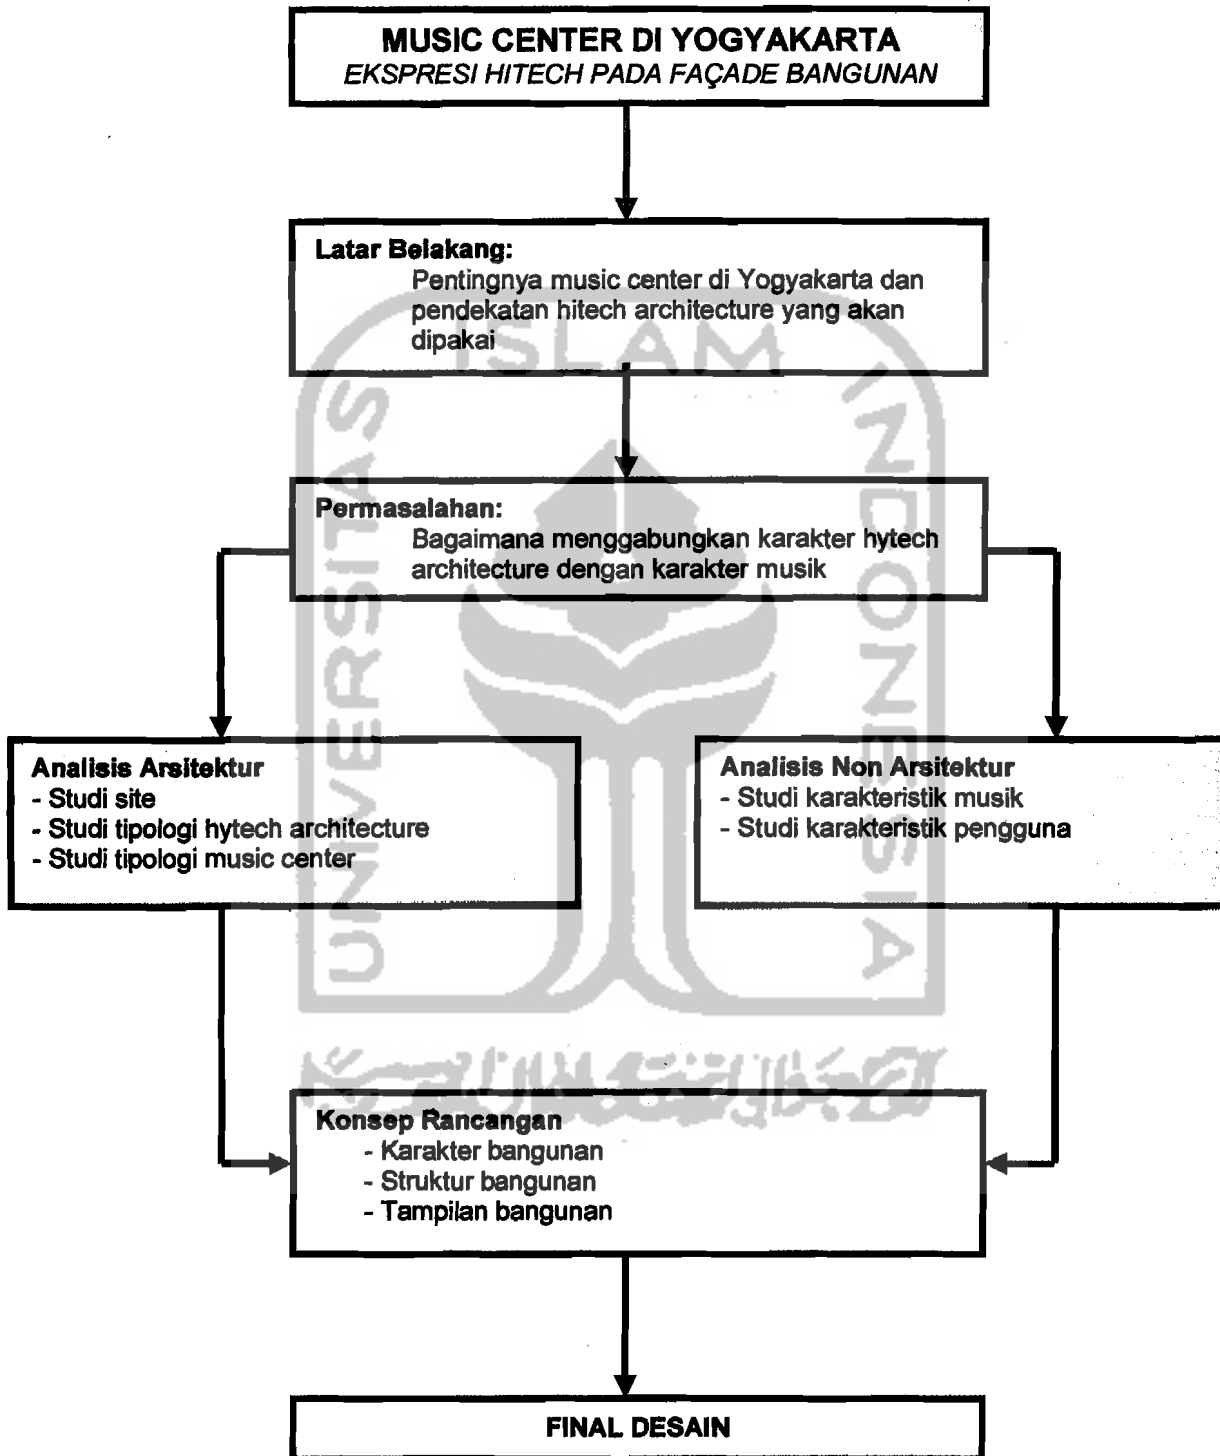 MUSIC CENTER DI YOGYAKARTA
EKSPRESI HITECH PADA FAÇADE BANGUNAN
Latar Belakang:
Pentingnya music center di Yogyakarta dan
pendekatan hitech architecture yang akan
dipakai
Permasalahan:
Bagaimana menggabungkan karakter hytech
architecture dengan karakter musik
Analisis Arsitektur
- Studi site
- Studi tipologi hytech architecture
- Studi tipologi music center
Analisis Non Arsitektur
- Studi karakteristik musik
- Studi karakteristik pengguna
Konsep Rancangan
- Karakter bangunan
- Struktur bangunan
- Tampilan bangunan
FINAL DESAIN
UNIVERSITAS
ISLAM
INDONESIA